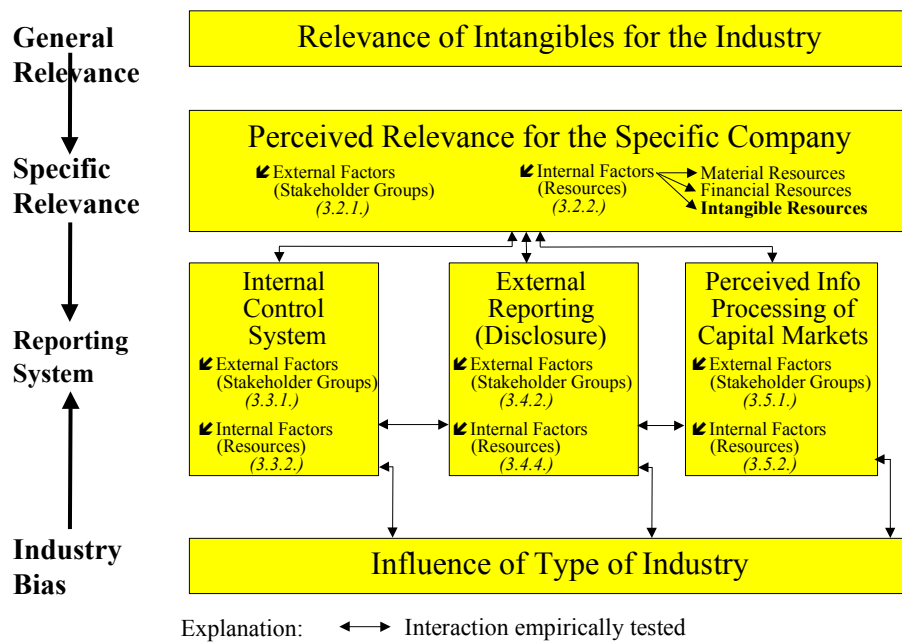 General
Relevance
Relevance of Intangibles for the Industry
Specific
Relevance
Perceived Relevance for the Specific Company
External Factors
(Stakeholder Groups)
(3.2.1.)
Internal Factors
(Resources)
(3.2.2.)
Material Resources
Financial Resources
Intangible Resources
Reporting
System
Internal
Control
System
External Factors
(Stakeholder Groups)
(3.3.1.)
Internal Factors
(Resources)
(3.3.2.)
External
Reporting
(Disclosure)
External Factors
(Stakeholder Groups)
(3.4.2.)
Internal Factors
(Resources)
(3.4.4.)
Perceived Info
Processing of
Capital Markets
External Factors
(Stakeholder Groups)
(3.5.1.)
Internal Factors
(Resources)
(3.5.2.)
Industry
Bias
Influence of Type of Industry
Explanation: Interaction empirically tested